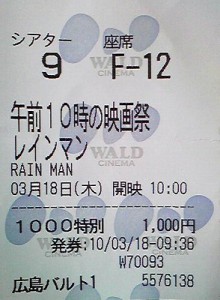 シアター 座席
9 F-12
午前10時の映画祭
レインマン
RAIN MAN
03月18日(木) 開映 10:00
1000特別 1,000円
発券:10/03/18-09:36
W70093
広島バルト1 5576138
WALD
CINEMA